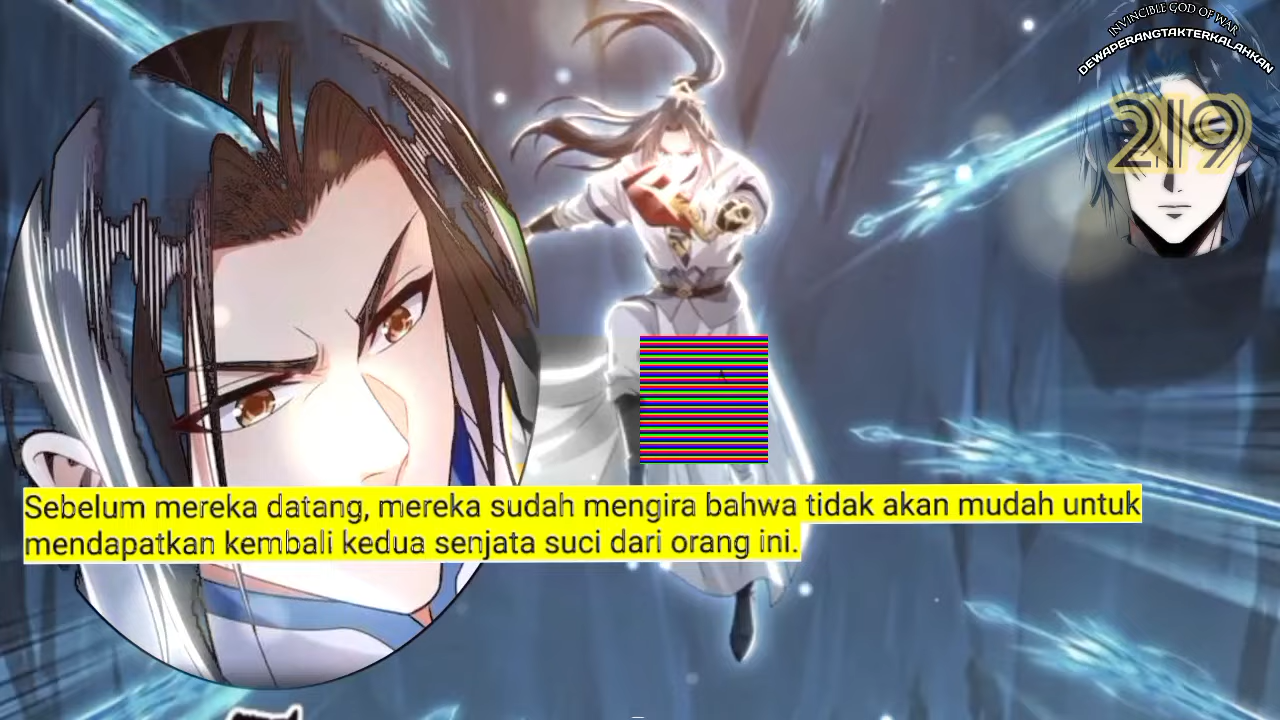 INVINCIBLE GOD OF WAR
DEWAPERANGTAKTERKALAHKAN
219
Sebelum mereka datang, mereka sudah mengira bahwa tidak akan mudah untuk
mendapatkan kembali kedua senjata suci dari orang ini.